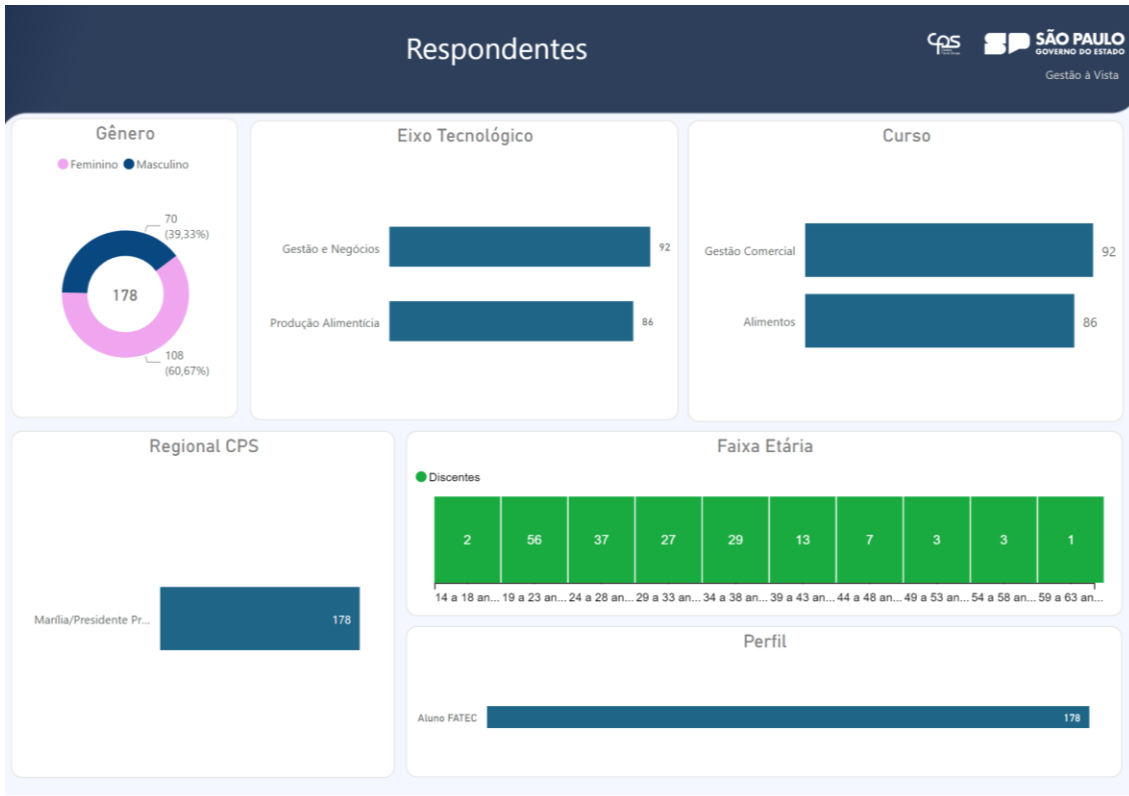 Respondentes
cps
SP
SÃO PAULO
GOVERNO DO ESTADO
Gestão à Vista
Gênero
Feminino Masculino
70
(39,33%)
178
108
(60,67%)
Eixo Tecnológico
Gestão e Negócios 92
Produção Alimentícia 86
Curso
Gestão Comercial 92
Alimentos 86
Regional CPS
Marília/Presidente Pr... 178
Faixa Etária
Discentes
2 56 37 27 29 13 7 3 3 1
14 a 18 an... 19 a 23 an... 24 a 28 an... 29 a 33 an... 34 a 38 an... 39 a 43 an... 44 a 48 an... 49 a 53 an... 54 a 58 an... 59 a 63 an...
Perfil
Aluno FATEC 178